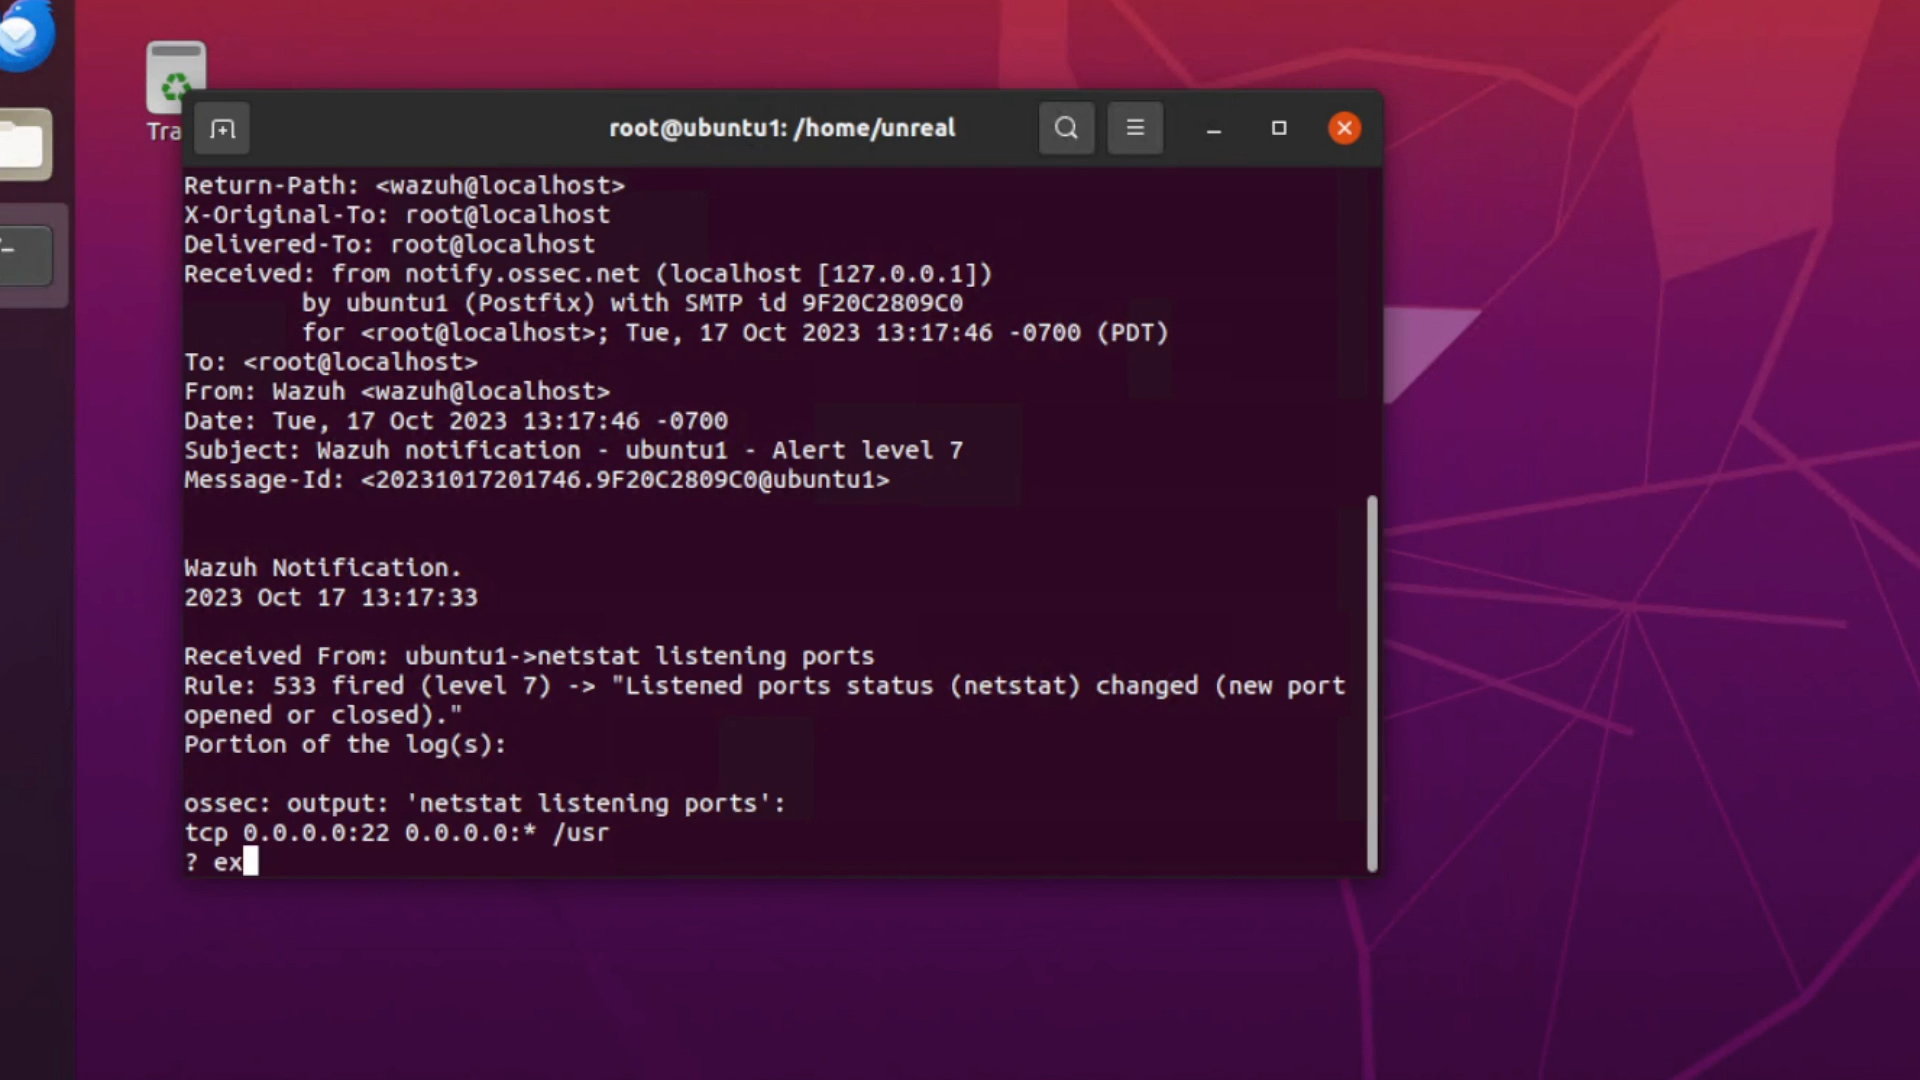 Tra
root@ubuntu1: /home/unreal
Return-Path: <wazuh@localhost>
X-Original-To: root@localhost
Delivered-To: root@localhost
Received: from notify.ossec.net (localhost [127.0.0.1])
by ubuntu1 (Postfix) with SMTP id 9F20C2809C0
for <root@localhost>; Tue, 17 Oct 2023 13:17:46 -0700 (PDT)
To: <root@localhost>
From: Wazuh <wazuh@localhost>
Date: Tue, 17 Oct 2023 13:17:46 -0700
Subject: Wazuh notification - ubuntu1 - Alert level 7
Message-Id: <20231017201746.9F20C2809C0@ubuntu1>
Wazuh Notification.
2023 Oct 17 13:17:33
Received From: ubuntu1->netstat listening ports
Rule: 533 fired (level 7) -> "Listened ports status (netstat) changed (new port
opened or closed)."
Portion of the log(s):
ossec: output: 'netstat listening ports':
tcp 0.0.0.0:22 0.0.0.0:* /usr
? ex